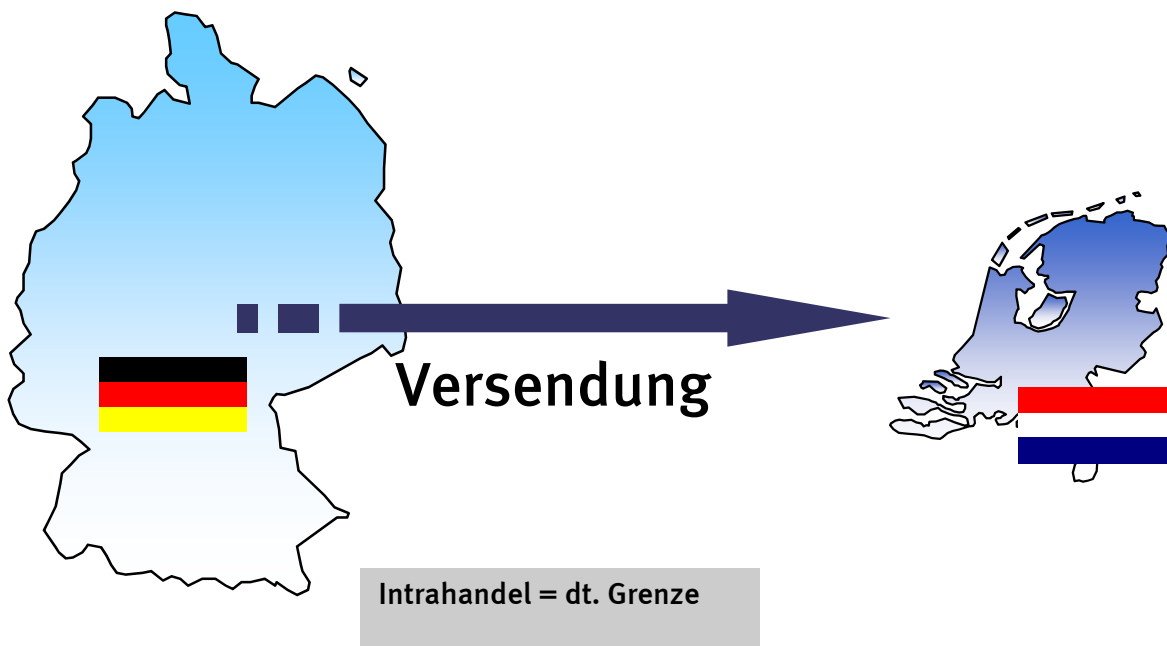 Versendung
Intrahandel = dt. Grenze